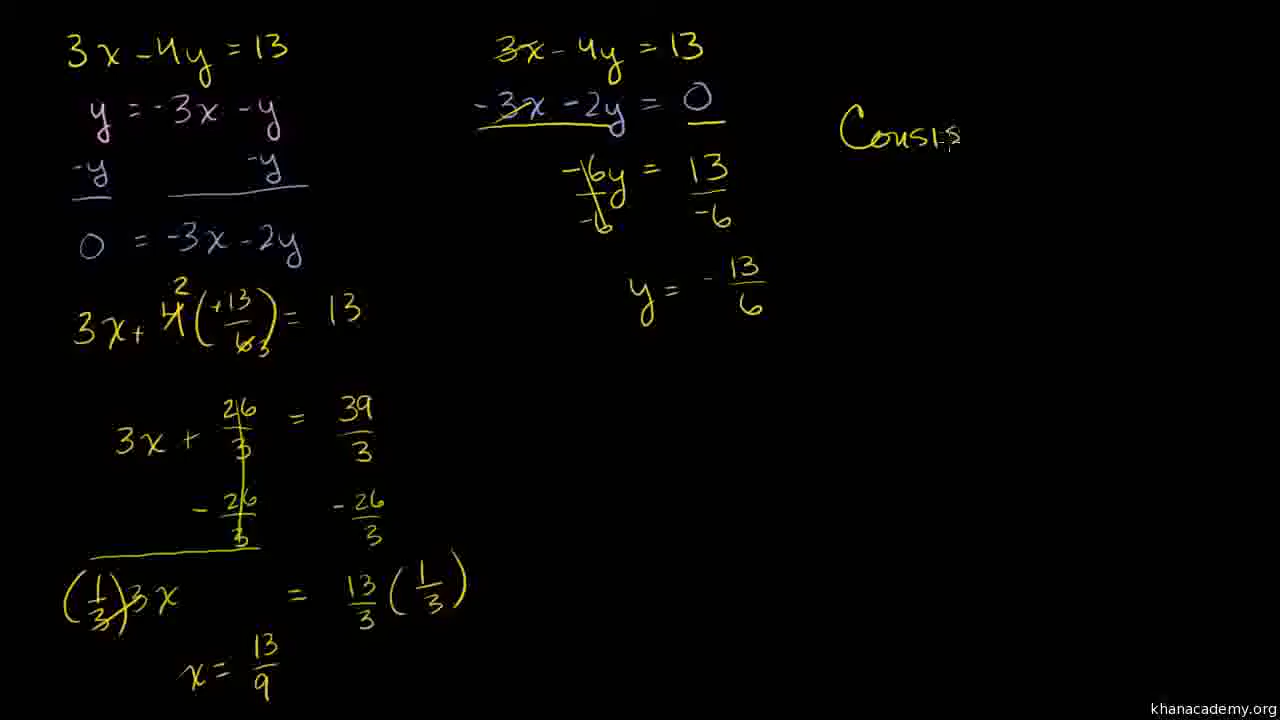 3x - 4y = 13
y = -3x - y
-y -y
0 = -3x - 2y
3x + 4 2 (+13/6 3) = 13
3x + 26/3 = 39/3
- 26/3 - 26/3
(1/3) 3x = 13/3 (1/3)
x = 13/9
3x - 4y = 13
-3x - 2y = 0
-6y = 13
-6 -6
y = - 13/6
Consis
khanacademy.org